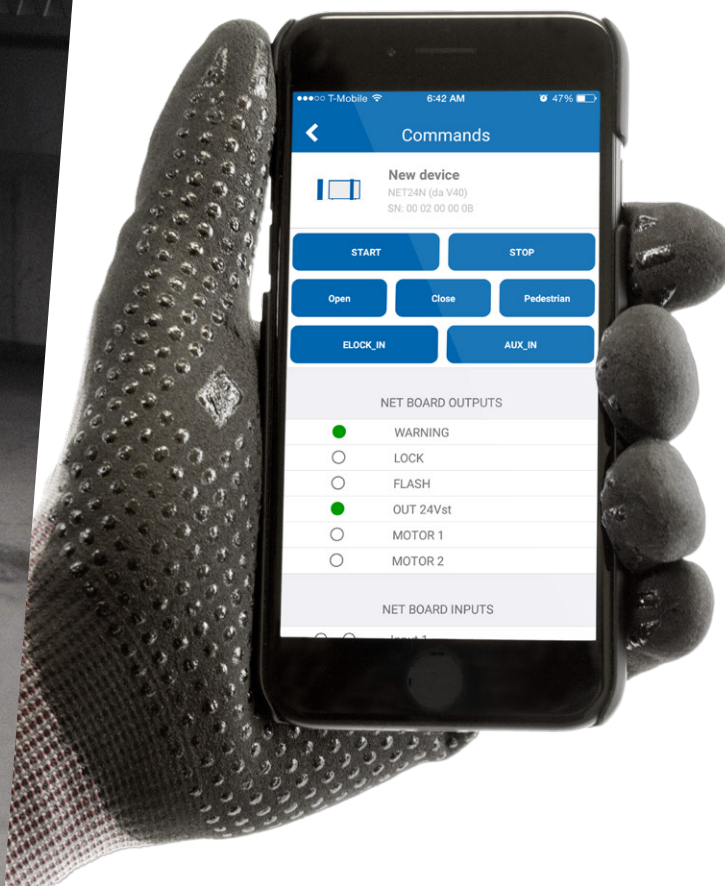 T-Mobile 6:42 AM 47%
Commands
New device
NET24N (da V40)
SN: 00 02 00 00 0B
START STOP
Open Close Pedestrian
ELOCK_IN AUX_IN
NET BOARD OUTPUTS
WARNING
LOCK
FLASH
OUT 24Vst
MOTOR 1
MOTOR 2
NET BOARD INPUTS
Input 1